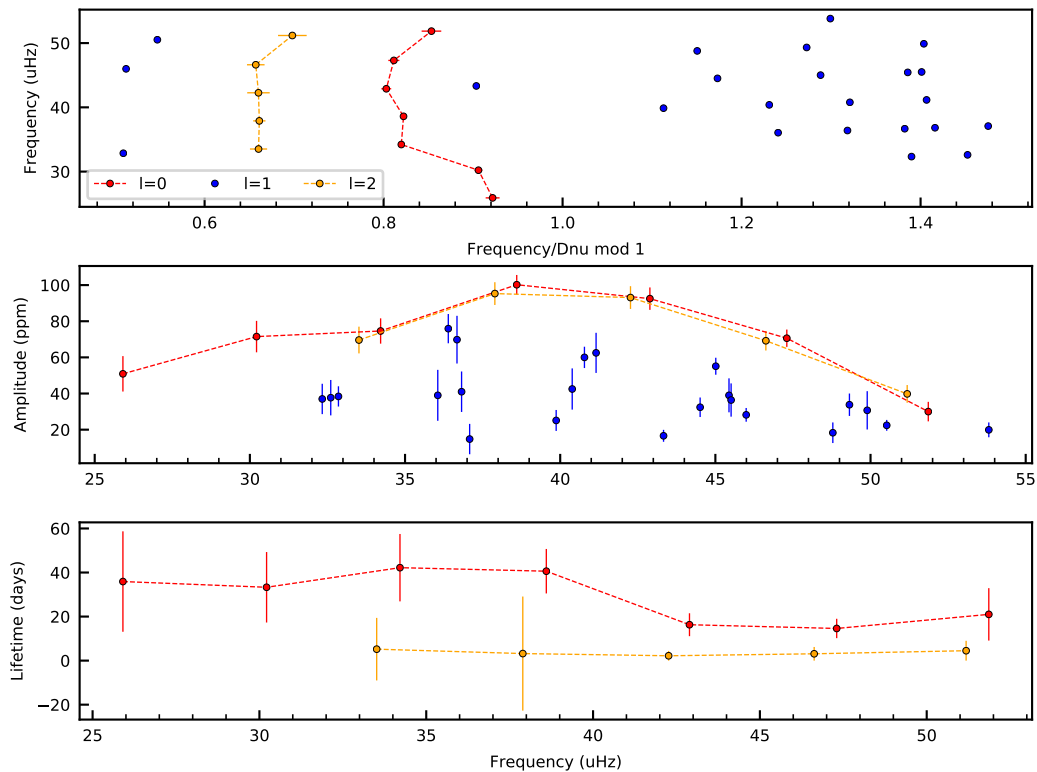 Frequency (uHz)
50
40
30
l=0 l=1 l=2
0.6 0.8 1.0 1.2 1.4
Frequency/Dnu mod 1
Amplitude (ppm)
100
80
60
40
20
25 30 35 40 45 50 55
Lifetime (days)
60
40
20
0
−20
25 30 35 40 45 50
Frequency (uHz)